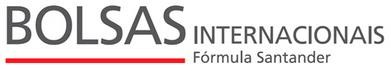 BOLSAS INTERNACIONAIS
Fórmula Santander